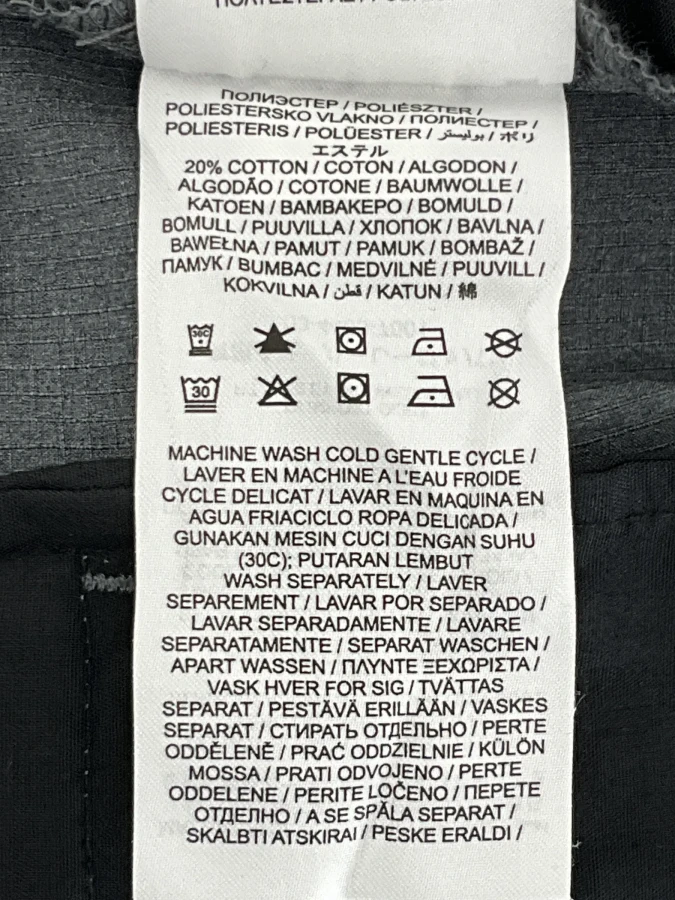 ПОЛИЭСТЕР / POLIÉSZTER /
POLIESTERSKO VLAKNO / ПОЛИЕСТЕР /
POLIESTERIS / POLÜESTER / بوليستر / ポリ
エステル
20% COTTON / COTON / ALGODON /
ALGODÃO / COTONE / BAUMWOLLE /
KATOEN / ΒΑΜΒΑΚΕΡΟ / BOMULD /
BOMULL / PUUVILLA / ХЛОПОК / BAVLNA /
BAWEŁNA / PAMUT / PAMUK / BOMBAŽ /
ПАМУК / BUMBAC / MEDVILNĖ / PUUVILL /
KOKVILNA / قطن / KATUN / 綿
30C
30
MACHINE WASH COLD GENTLE CYCLE /
LAVER EN MACHINE A L'EAU FROIDE
CYCLE DELICAT / LAVAR EN MAQUINA EN
AGUA FRIACICLO ROPA DELICADA /
GUNAKAN MESIN CUCI DENGAN SUHU
(30C); PUTARAN LEMBUT
WASH SEPARATELY / LAVER
SEPAREMENT / LAVAR POR SEPARADO /
LAVAR SEPARADAMENTE / LAVARE
SEPARATAMENTE / SEPARAT WASCHEN /
APART WASSEN / ΠΛΥΝΤΕ ΞΕΧΩΡΙΣΤΑ /
VASK HVER FOR SIG / TVÄTTAS
SEPARAT / PESTÄVÄ ERILLÄÄN / VASKES
SEPARAT / СТИРАТЬ ОТДЕЛЬНО / PERTE
ODDĚLENĚ / PRAĆ ODDZIELNIE / KÜLÖN
MOSSA / PRATI ODVOJENO / PERTE
ODDELENE / PERITE LOČENO / ПЕРЕТЕ
ОТДЕЛНО / A SE SPĂLA SEPARAT /
SKALBTI ATSKIRAI / PESKE ERALDI /